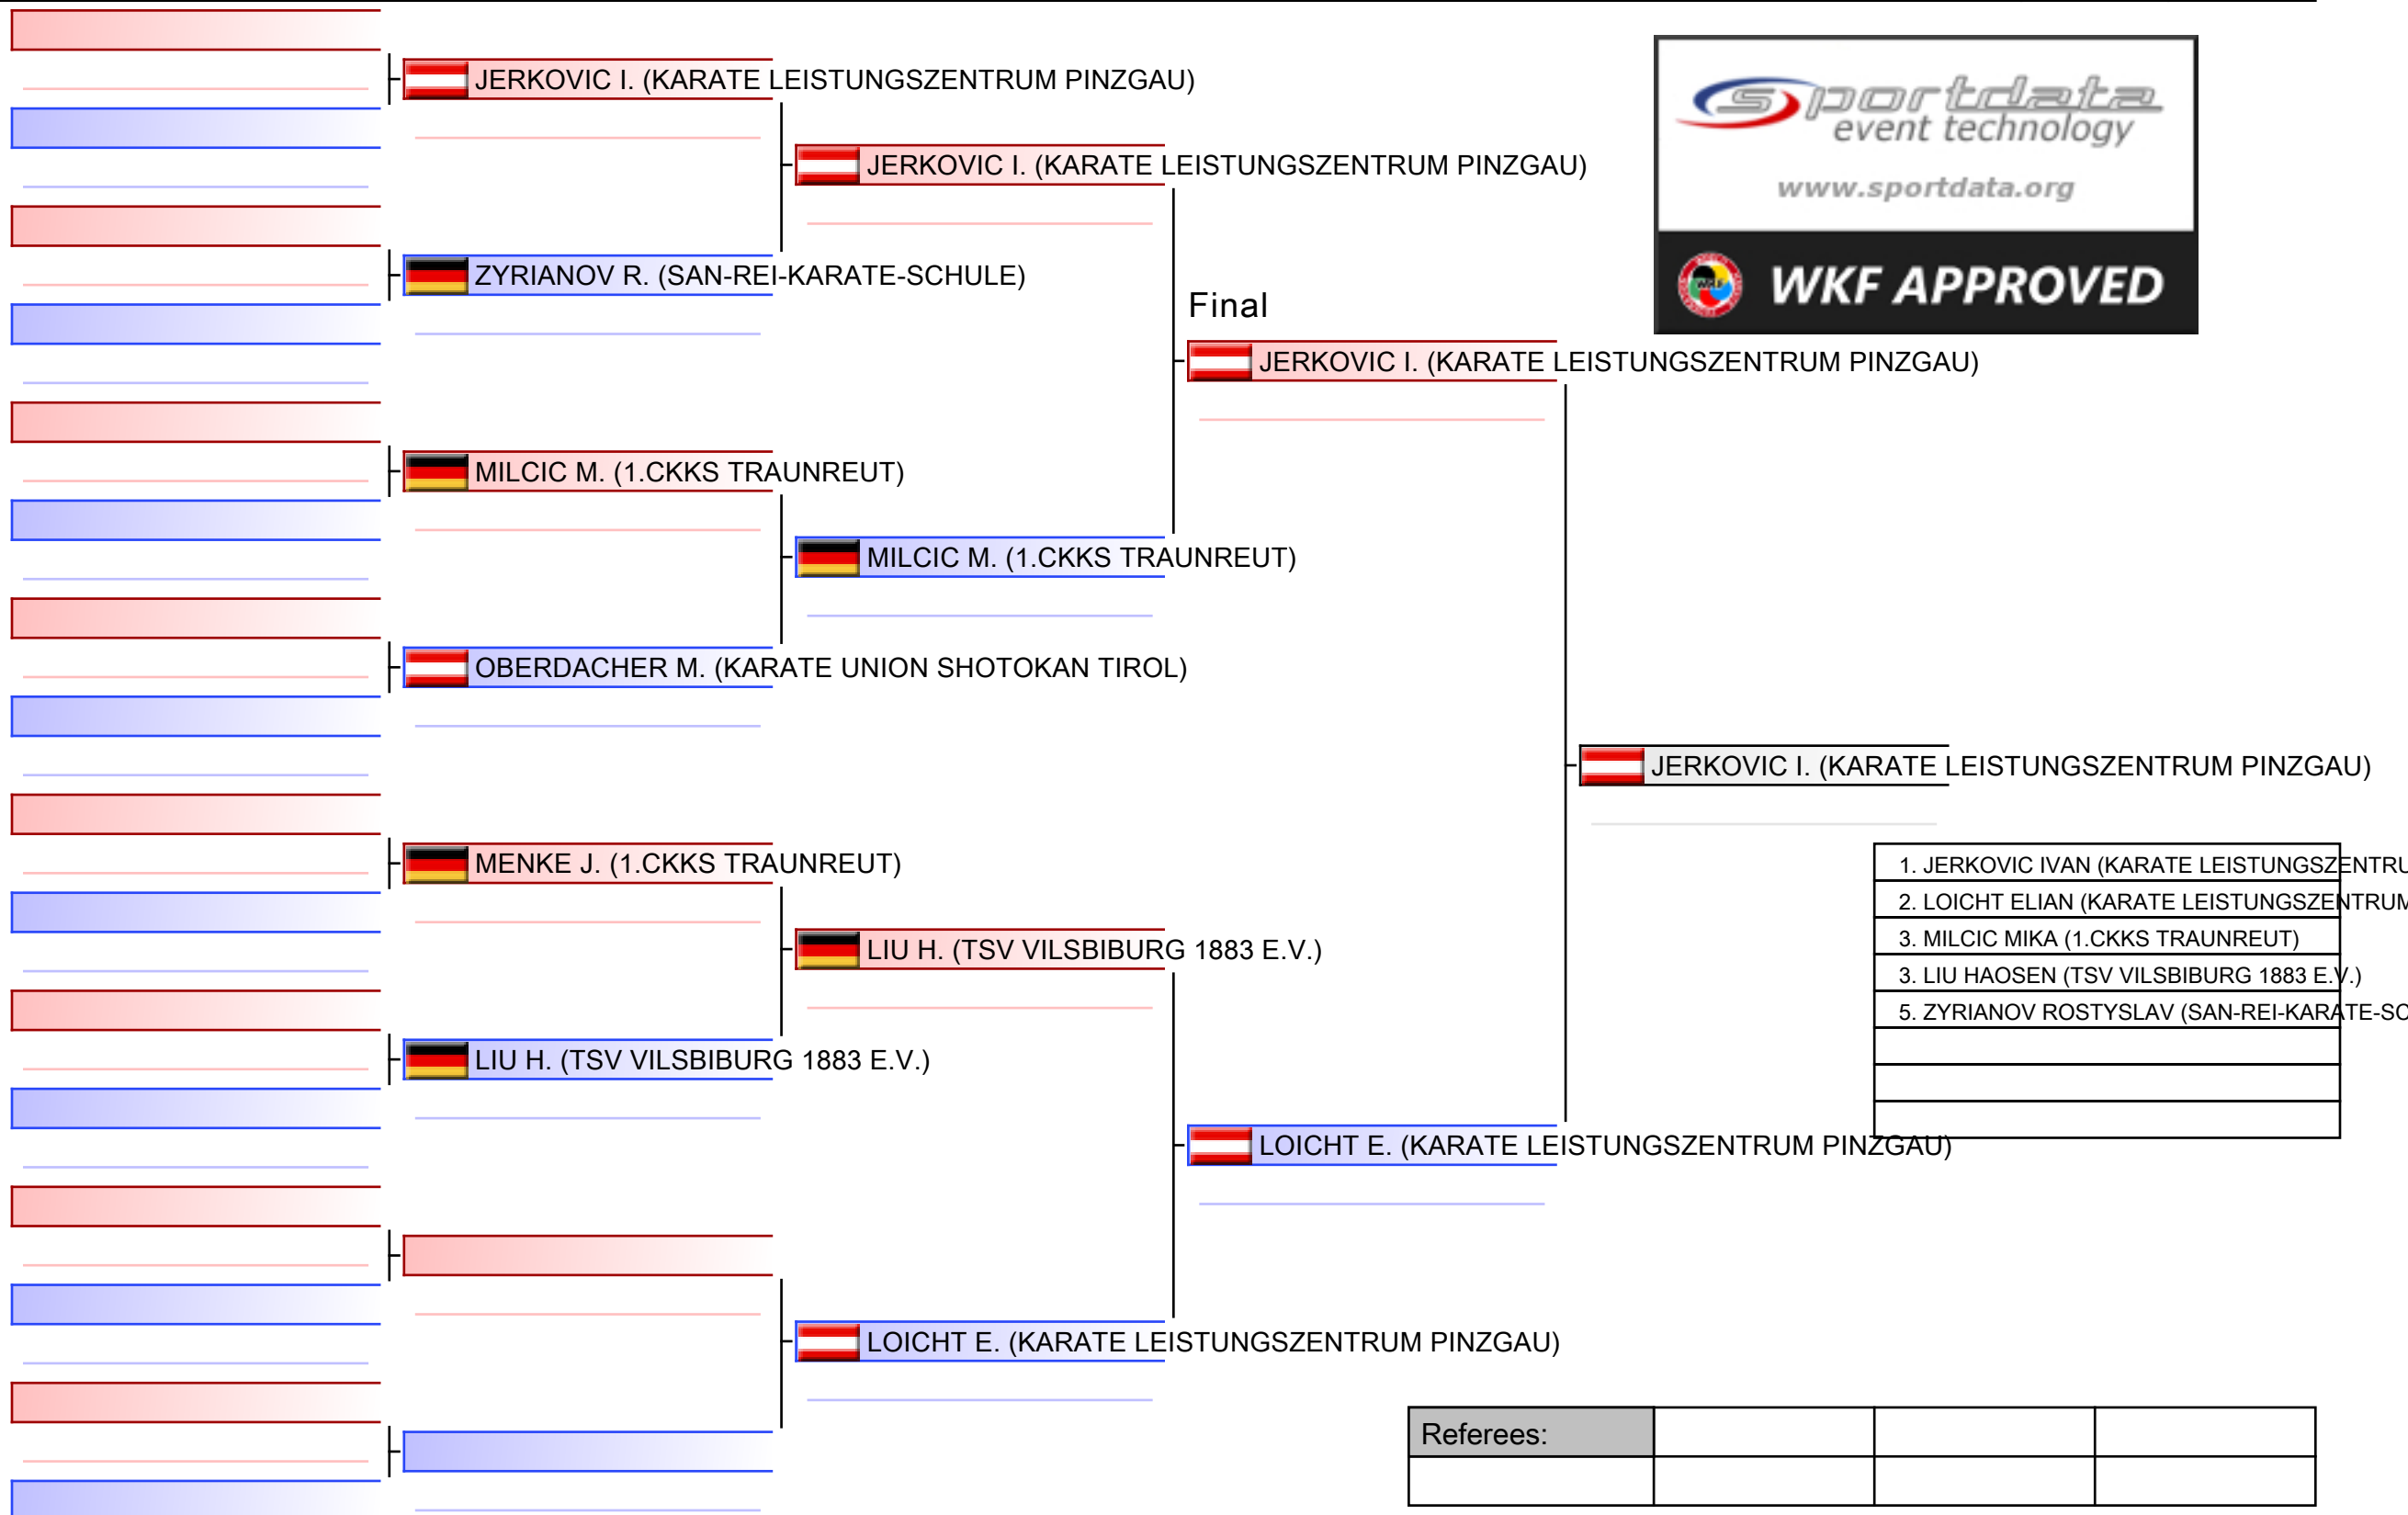 JERKOVIC I. (KARATE LEISTUNGSZENTRUM PINZGAU)
sportdata
event technology
www.sportdata.org
WKF APPROVED
JERKOVIC I. (KARATE LEISTUNGSZENTRUM PINZGAU)
ZYRIANOV R. (SAN-REI-KARATE-SCHULE)
Final
JERKOVIC I. (KARATE LEISTUNGSZENTRUM PINZGAU)
MILCIC M. (1.CKKS TRAUNREUT)
MILCIC M. (1.CKKS TRAUNREUT)
OBERDACHER M. (KARATE UNION SHOTOKAN TIROL)
JERKOVIC I. (KARATE LEISTUNGSZENTRUM PINZGAU)
MENKE J. (1.CKKS TRAUNREUT)
1. JERKOVIC IVAN (KARATE LEISTUNGSZENTRU
2. LOICHT ELIAN (KARATE LEISTUNGSZENTRUM
3. MILCIC MIKA (1.CKKS TRAUNREUT)
3. LIU HAOSEN (TSV VILSBIBURG 1883 E.V.)
5. ZYRIANOV ROSTYSLAV (SAN-REI-KARATE-SC
LIU H. (TSV VILSBIBURG 1883 E.V.)
LIU H. (TSV VILSBIBURG 1883 E.V.)
LOICHT E. (KARATE LEISTUNGSZENTRUM PINZGAU)
LOICHT E. (KARATE LEISTUNGSZENTRUM PINZGAU)
Referees: